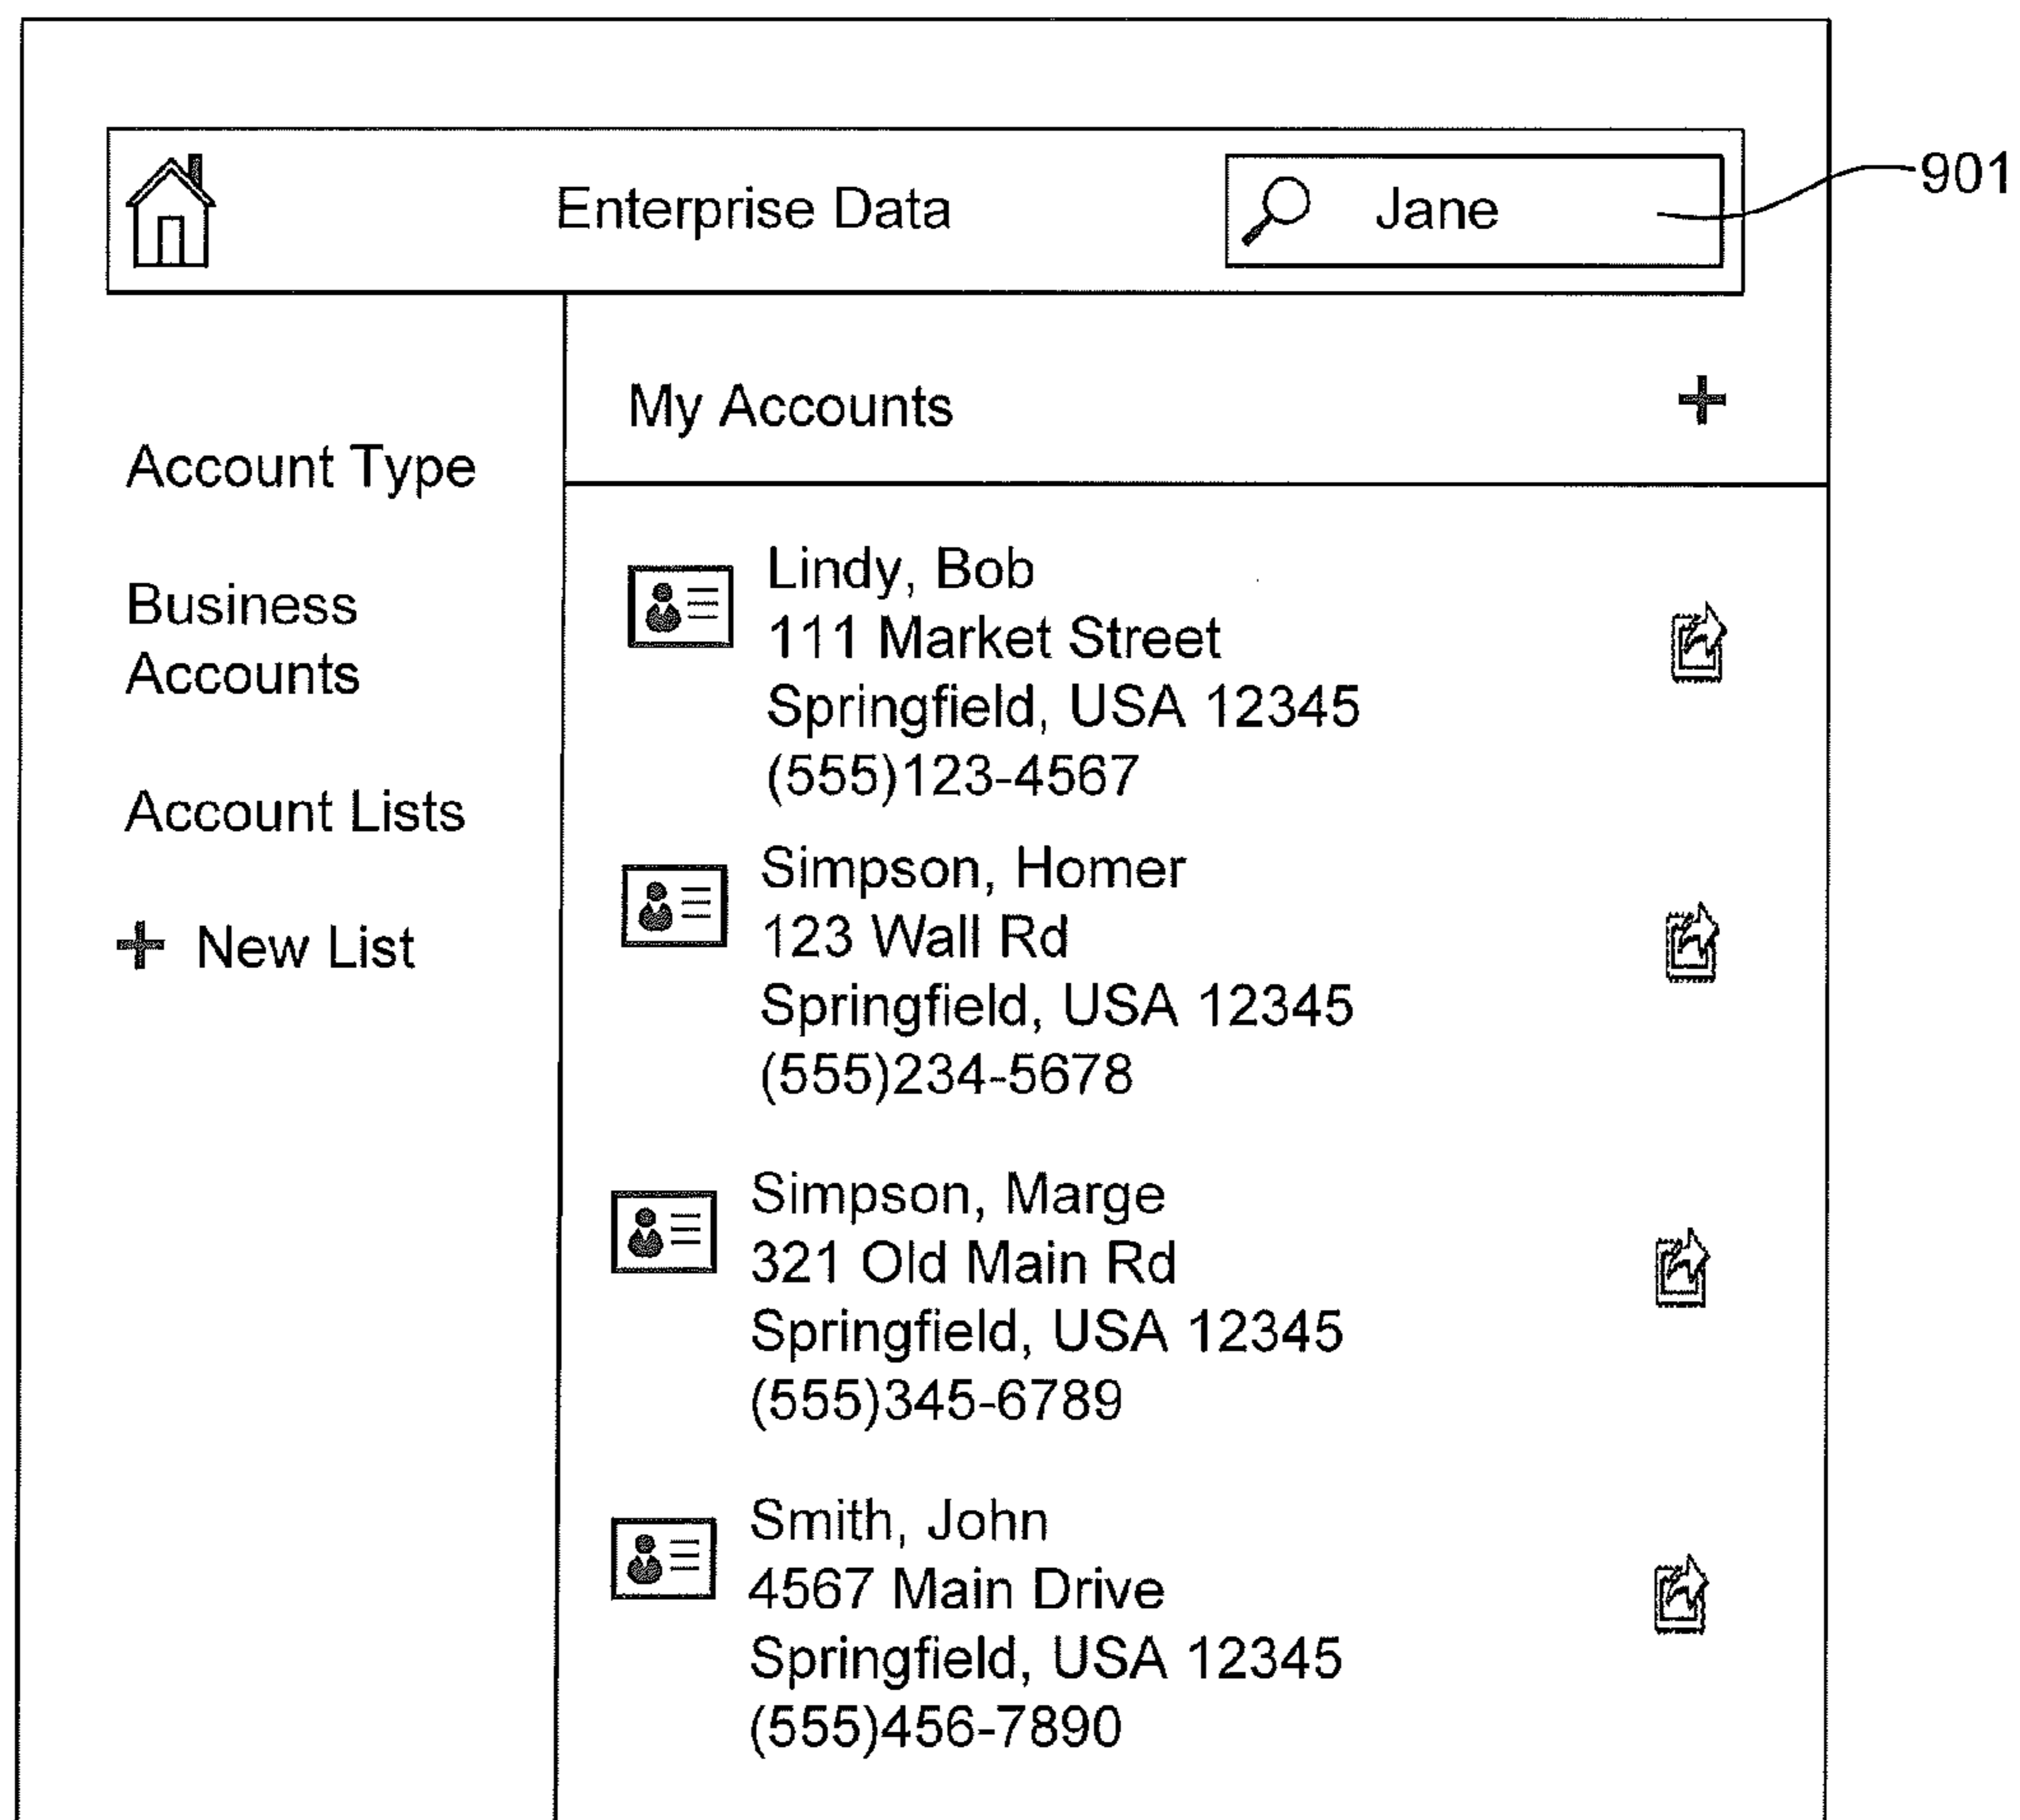 Enterprise Data
Jane
901
Account Type
Business
Accounts
Account Lists
+ New List
My Accounts +
Lindy, Bob
111 Market Street
Springfield, USA 12345
(555)123-4567
Simpson, Homer
123 Wall Rd
Springfield, USA 12345
(555)234-5678
Simpson, Marge
321 Old Main Rd
Springfield, USA 12345
(555)345-6789
Smith, John
4567 Main Drive
Springfield, USA 12345
(555)456-7890